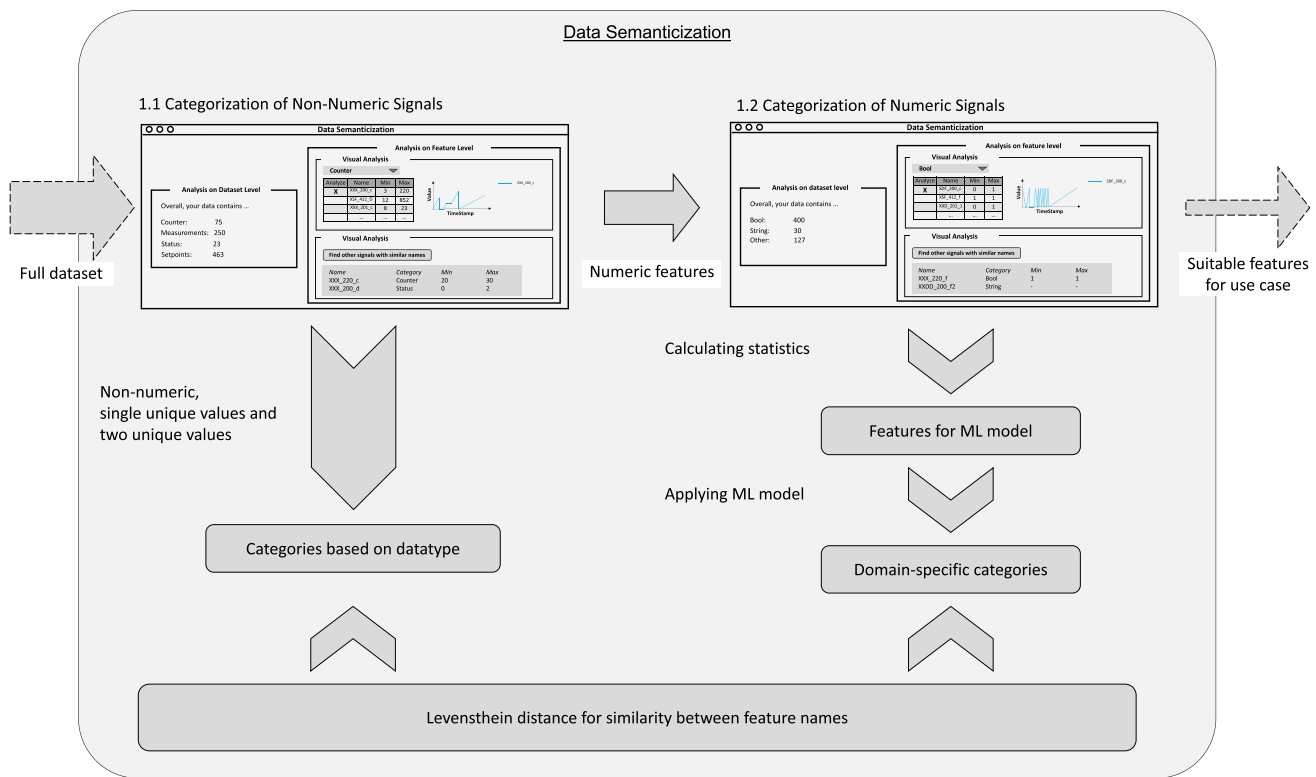 Data Semanticization
1.1 Categorization of Non-Numeric Signals
Data Semanticization
Analysis on Feature Level
Visual Analysis
Counter
Analyze Name Min Max
X XXX_200_c 3 220
XSF_412_D 12 852
XXX_201_c 8 23
... ... ...
Value
TimeStamp
XXX_200_c
Analysis on Dataset Level
Overall, your data contains ...
Counter: 75
Measurements: 250
Status: 23
Setpoints: 463
Visual Analysis
Find other signals with similar names
Name Category Min Max
XXX_220_c Counter 20 30
XXX_200_d Status 0 2
1.2 Categorization of Numeric Signals
Data Semanticization
Analysis on feature level
Visual Analysis
Bool
Analyze Name Min Max
X SDF_200_c 0 1
XSF_412_f 1 1
XXD_201_1 0 1
... ... ...
Value
TimeStamp
SDF_200_c
Analysis on dataset level
Overall, your data contains ...
Bool: 400
String: 30
Other: 127
Visual Analysis
Find other signals with similar names
Name Category Min Max
XXX_220_f Bool 1 1
XXDD_200_f2 String - -
Full dataset
Numeric features
Suitable features
for use case
Non-numeric,
single unique values and
two unique values
Categories based on datatype
Calculating statistics
Features for ML model
Applying ML model
Domain-specific categories
Levensthein distance for similarity between feature names